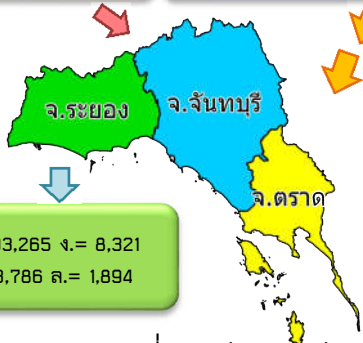 จ.ระยอง
จ.จันทบุรี
จ.ตราด
3,265 ง.= 8,321
3,786 ล.= 1,894